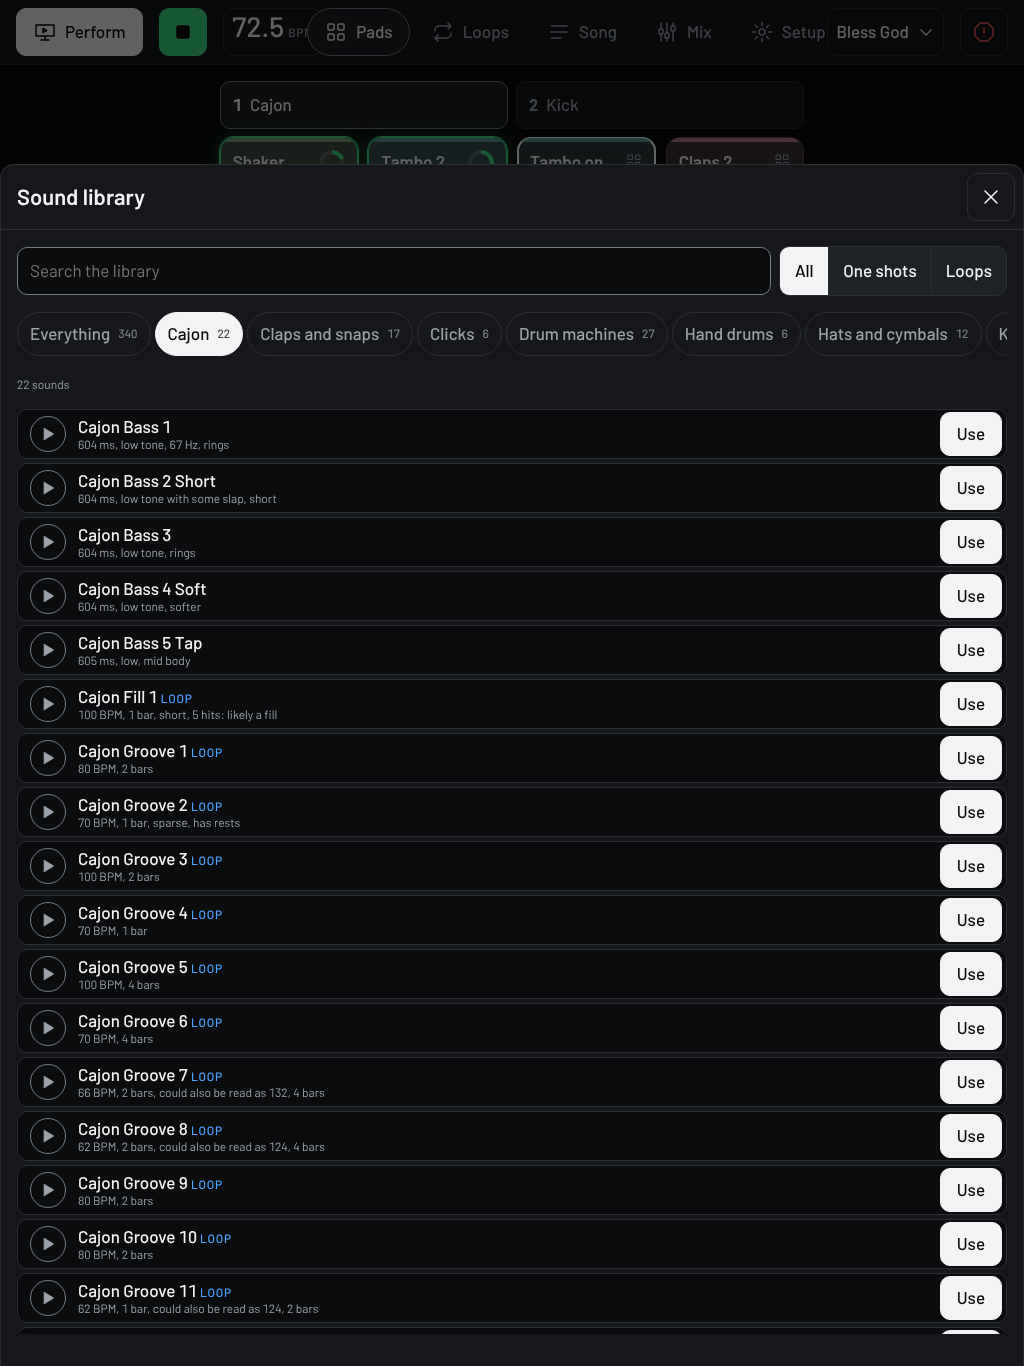 Perform
72.5 BPM
Pads
Loops
Song
Mix
Setup
Bless God
1 Cajon
2 Kick
Shaker
Tambo 2
Tambo on
Claps 2
Sound library
Search the library
All
One shots
Loops
Everything 340
Cajon 22
Claps and snaps 17
Clicks 6
Drum machines 27
Hand drums 6
Hats and cymbals 12
K
22 sounds
Cajon Bass 1
604 ms, low tone, 67 Hz, rings
Use
Cajon Bass 2 Short
604 ms, low tone with some slap, short
Use
Cajon Bass 3
604 ms, low tone, rings
Use
Cajon Bass 4 Soft
604 ms, low tone, softer
Use
Cajon Bass 5 Tap
605 ms, low, mid body
Use
Cajon Fill 1 LOOP
100 BPM, 1 bar, short, 5 hits: likely a fill
Use
Cajon Groove 1 LOOP
80 BPM, 2 bars
Use
Cajon Groove 2 LOOP
70 BPM, 1 bar, sparse, has rests
Use
Cajon Groove 3 LOOP
100 BPM, 2 bars
Use
Cajon Groove 4 LOOP
70 BPM, 1 bar
Use
Cajon Groove 5 LOOP
100 BPM, 4 bars
Use
Cajon Groove 6 LOOP
70 BPM, 4 bars
Use
Cajon Groove 7 LOOP
66 BPM, 2 bars, could also be read as 132, 4 bars
Use
Cajon Groove 8 LOOP
62 BPM, 2 bars, could also be read as 124, 4 bars
Use
Cajon Groove 9 LOOP
80 BPM, 2 bars
Use
Cajon Groove 10 LOOP
80 BPM, 2 bars
Use
Cajon Groove 11 LOOP
62 BPM, 1 bar, could also be read as 124, 2 bars
Use